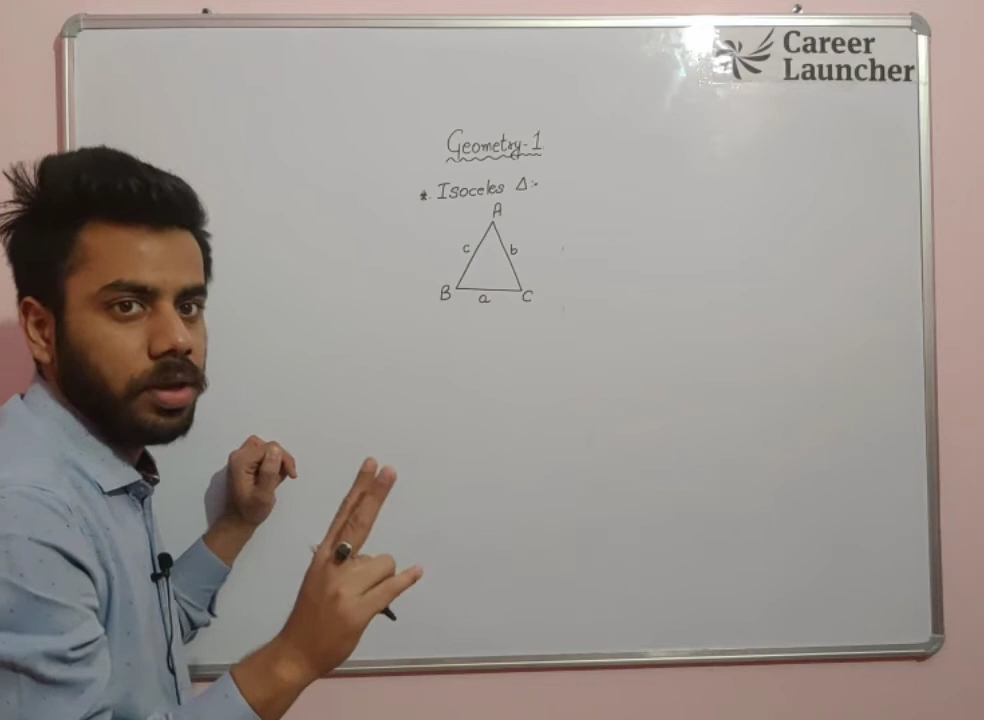 Career
Launcher
Geometry-1
*. Isoceles Δ:-
A
c b
B a C